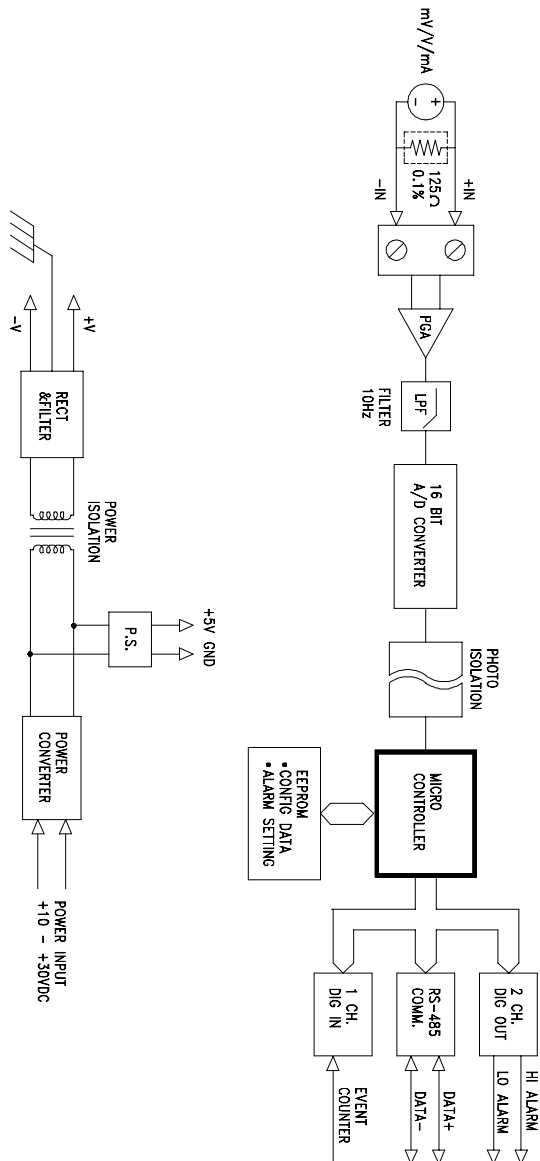 mV/V/mA
+
-
125Ω
0.1%
+IN
-IN
PGA
LPF
FILTER
10Hz
16 BIT
A/D CONVERTER
PHOTO
ISOLATION
MICRO
CONTROLLER
EEPROM
• CONFIG DATA
• ALARM SETTING
2 CH.
DIG OUT
HI ALARM
LO ALARM
RS-485
COMM.
DATA+
DATA-
1 CH.
DIG IN
EVENT
COUNTER
+V
-V
RECT
&FILTER
POWER
ISOLATION
P.S.
+5V GND
POWER
CONVERTER
POWER INPUT
+10 - +30VDC